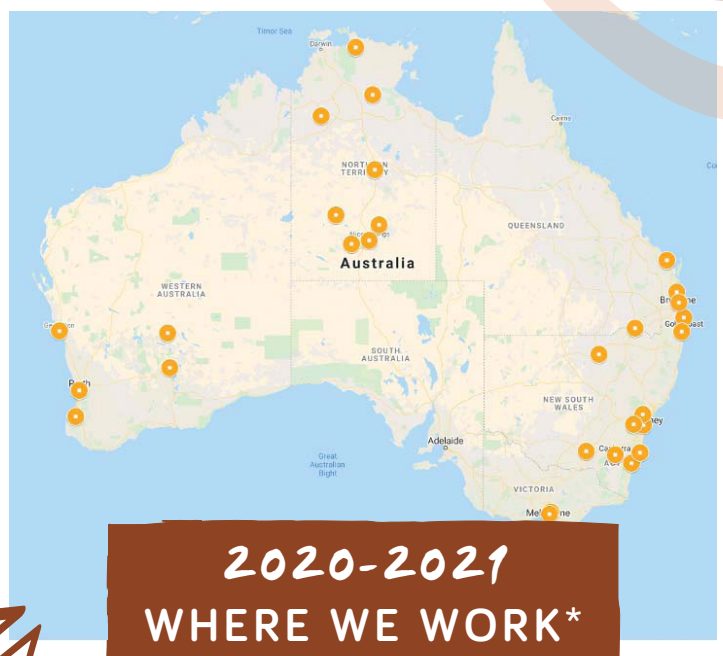 Timor Sea
Darwin
Cairns
NORTHERN
TERRITORY
QUEENSLAND
Australia
WESTERN
AUSTRALIA
SOUTH
AUSTRALIA
NEW SOUTH
WALES
Adelaide
Great
Australian
Bight
VICTORIA
2020-2021
WHERE WE WORK*